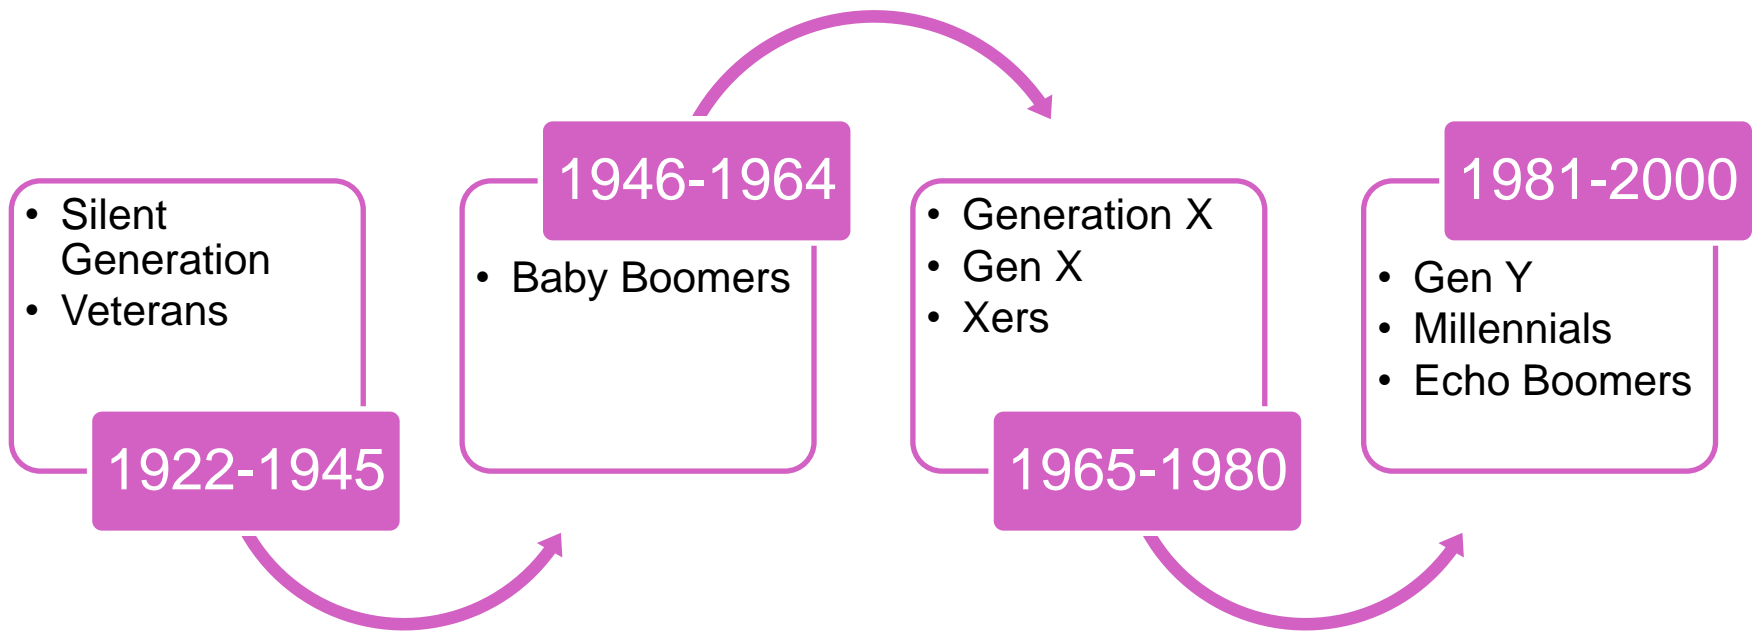 • Silent
Generation
• Veterans
1922-1945
1946-1964
• Baby Boomers
• Generation X
• Gen X
• Xers
1965-1980
1981-2000
• Gen Y
• Millennials
• Echo Boomers